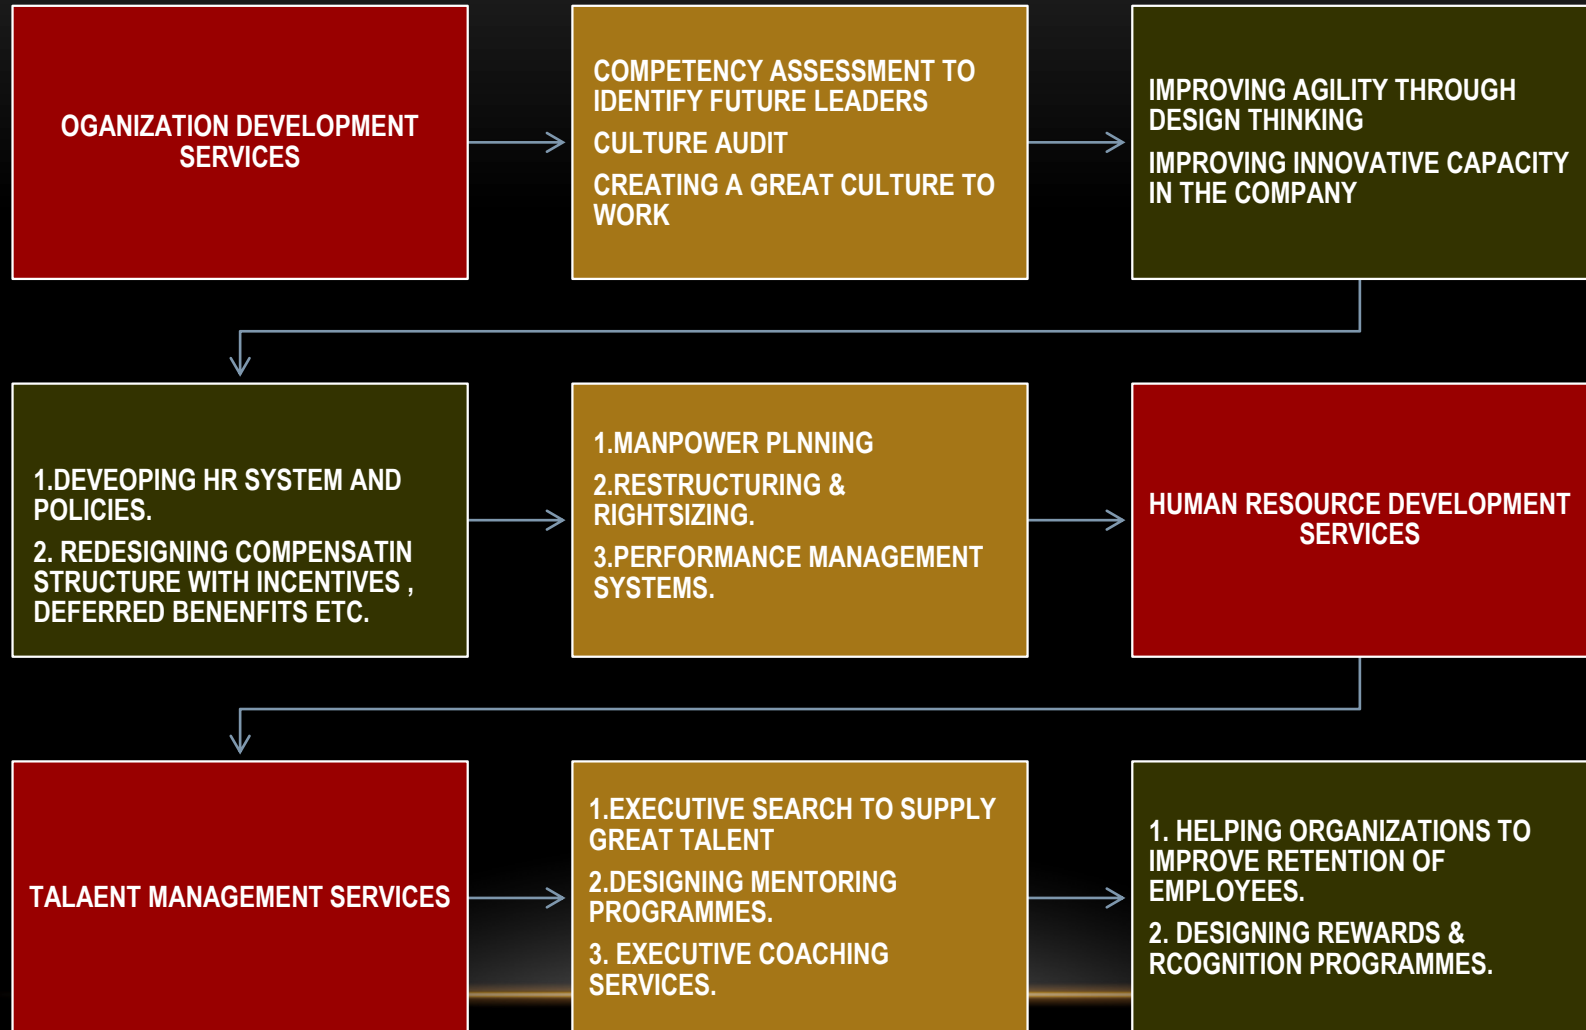 OGANIZATION DEVELOPMENT
SERVICES
COMPETENCY ASSESSMENT TO
IDENTIFY FUTURE LEADERS
CULTURE AUDIT
CREATING A GREAT CULTURE TO
WORK
IMPROVING AGILITY THROUGH
DESIGN THINKING
IMPROVING INNOVATIVE CAPACITY
IN THE COMPANY
1.DEVEOPING HR SYSTEM AND
POLICIES.
2. REDESIGNING COMPENSATIN
STRUCTURE WITH INCENTIVES ,
DEFERRED BENENFITS ETC.
1.MANPOWER PLNNING
2.RESTRUCTURING &
RIGHTSIZING.
3.PERFORMANCE MANAGEMENT
SYSTEMS.
HUMAN RESOURCE DEVELOPMENT
SERVICES
TALAENT MANAGEMENT SERVICES
1.EXECUTIVE SEARCH TO SUPPLY
GREAT TALENT
2.DESIGNING MENTORING
PROGRAMMES.
3. EXECUTIVE COACHING
SERVICES.
1. HELPING ORGANIZATIONS TO
IMPROVE RETENTION OF
EMPLOYEES.
2. DESIGNING REWARDS &
RCOGNITION PROGRAMMES.